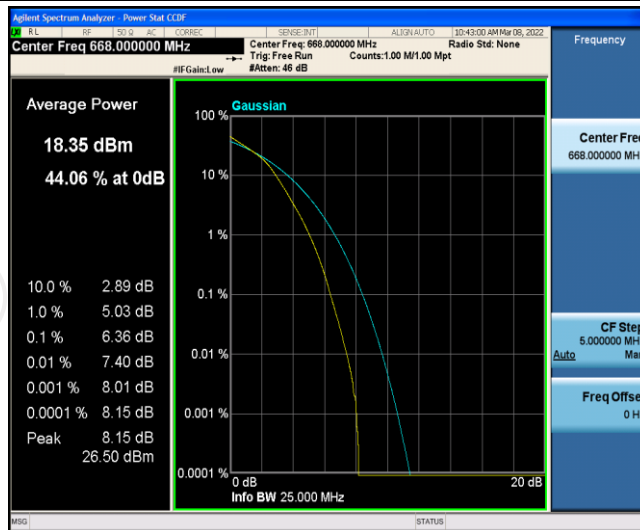 Agilent Spectrum Analyzer - Power Stat CCDF
RL RF 50 Ω AC CORREC SENSE:INT ALIGN AUTO 10:43:00 AM Mar 08, 2022
Center Freq 668.000000 MHz
Center Freq: 668.000000 MHz Radio Std: None
Trig: Free Run Counts:1.00 M/1.00 Mpt
#IFGain:Low #Atten: 46 dB
Frequency
Average Power
18.35 dBm
44.06 % at 0dB
10.0 % 2.89 dB
1.0 % 5.03 dB
0.1 % 6.36 dB
0.01 % 7.40 dB
0.001 % 8.01 dB
0.0001 % 8.15 dB
Peak 8.15 dB
26.50 dBm
Gaussian
100 %
10 %
1 %
0.1 %
0.01 %
0.001 %
0.0001 %
0 dB 20 dB
Info BW 25.000 MHz
Center Fre
668.000000 MH
CF Step
5.000000 MH
Auto Ma
Freq Offse
0 H
MSG STATUS